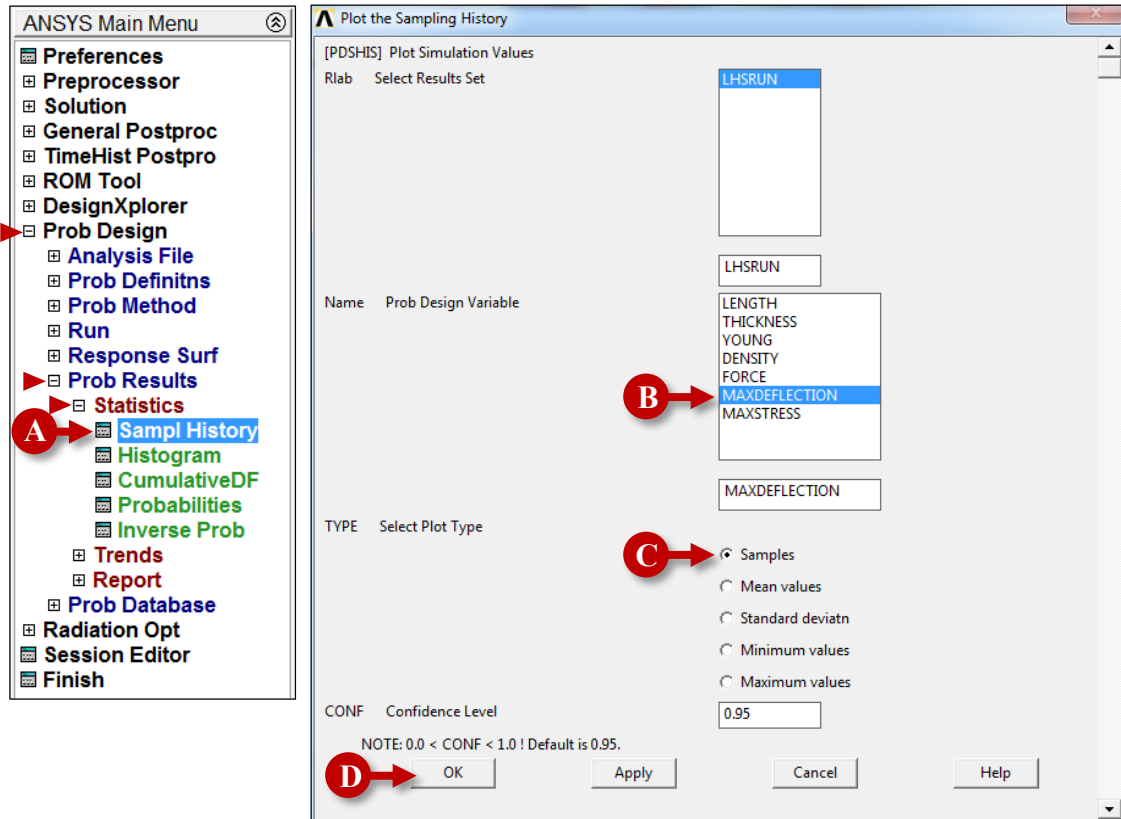 ANSYS Main Menu
Preferences
Preprocessor
Solution
General Postproc
TimeHist Postpro
ROM Tool
DesignXplorer
Prob Design
Analysis File
Prob Definitns
Prob Method
Run
Response Surf
Prob Results
Statistics
A
Sampl History
Histogram
CumulativeDF
Probabilities
Inverse Prob
Trends
Report
Prob Database
Radiation Opt
Session Editor
Finish
Plot the Sampling History
[PDSHIS] Plot Simulation Values
Rlab Select Results Set
LHSRUN
LHSRUN
Name Prob Design Variable
LENGTH
THICKNESS
YOUNG
DENSITY
FORCE
B
MAXDEFLECTION
MAXSTRESS
MAXDEFLECTION
TYPE Select Plot Type
C
Samples
Mean values
Standard deviatn
Minimum values
Maximum values
CONF Confidence Level
0.95
NOTE: 0.0 < CONF < 1.0 ! Default is 0.95.
D
OK Apply Cancel Help